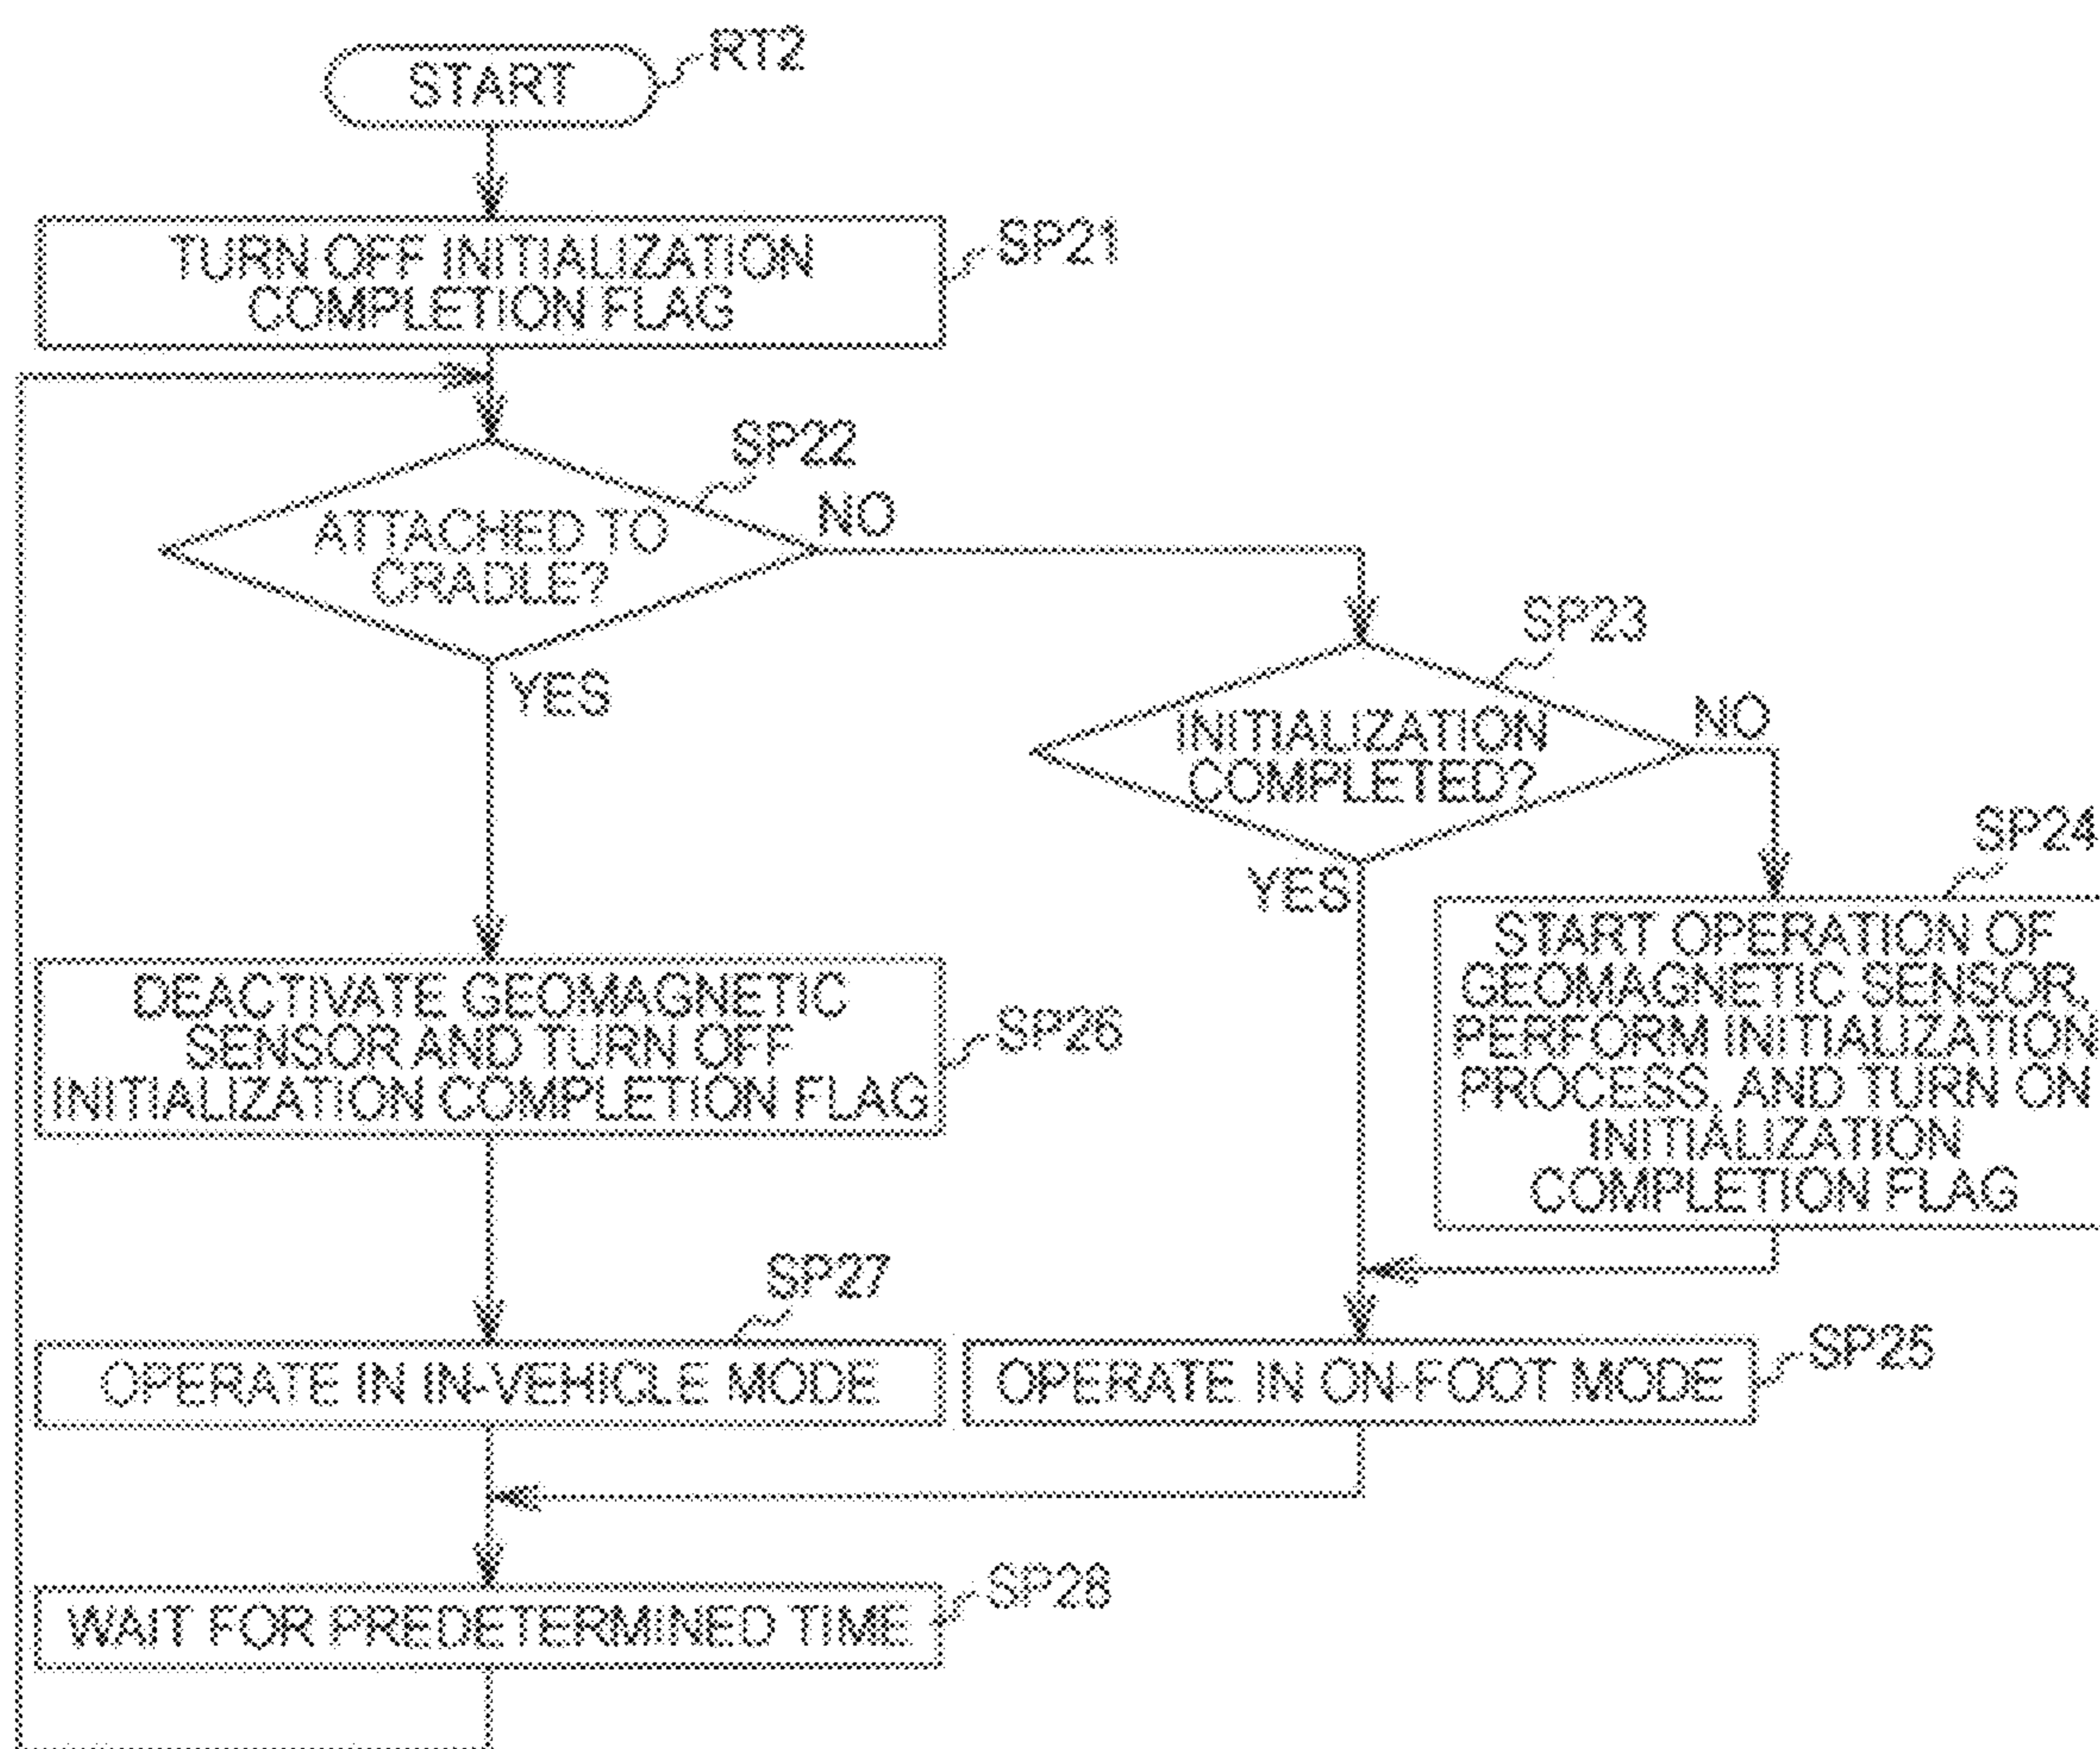 START
RT2
TURN OFF INITIALIZATION
COMPLETION FLAG
SP21
SP22
ATTACHED TO
CRADLE?
NO
YES
SP23
INITIALIZATION
COMPLETED?
NO
YES
SP24
START OPERATION OF
GEOMAGNETIC SENSOR,
PERFORM INITIALIZATION
PROCESS, AND TURN ON
INITIALIZATION
COMPLETION FLAG
DEACTIVATE GEOMAGNETIC
SENSOR AND TURN OFF
INITIALIZATION COMPLETION FLAG
SP26
SP27
OPERATE IN IN-VEHICLE MODE
OPERATE IN ON-FOOT MODE
SP25
WAIT FOR PREDETERMINED TIME
SP28